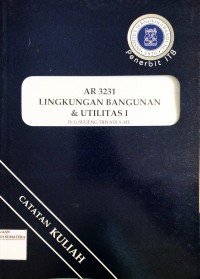 Penerbit ITB
AR 3231
LINGKUNGAN BANGUNAN
& UTILITAS I
CATATAN KULIAH